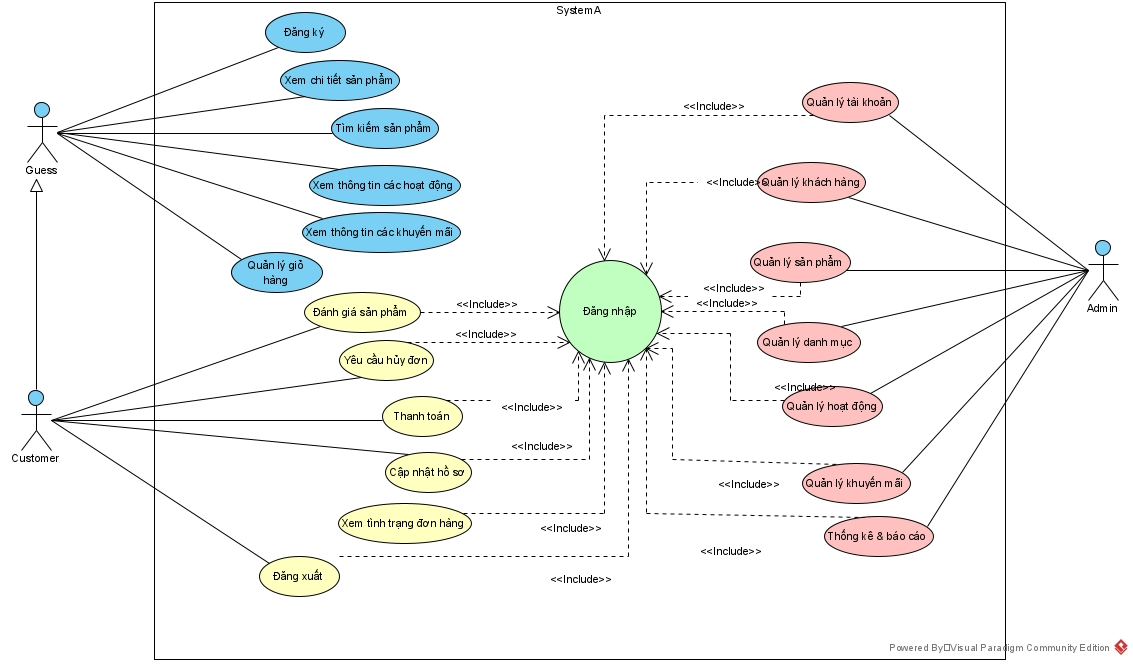 SystemA
Đăng ký
Xem chi tiết sản phẩm
Tìm kiếm sản phẩm
Xem thông tin các hoạt động
Xem thông tin các khuyến mãi
Quản lý giỏ
hàng
Guess
Customer
Đánh giá sản phẩm
Yêu cầu hủy đơn
Thanh toán
Cập nhật hồ sơ
Xem tình trạng đơn hàng
Đăng xuất
<<Include>>
<<Include>>
<<Include>>
<<Include>>
<<Include>>
<<Include>>
Đăng nhập
<<Include>>
<<Include>>
<<Include>>
<<Include>>
<<Include>>
<<Include>>
<<Include>>
Quản lý tài khoản
Quản lý khách hàng
Quản lý sản phẩm
Quản lý danh mục
Quản lý hoạt động
Quản lý khuyến mãi
Thống kê & báo cáo
Admin
Powered By Visual Paradigm Community Edition